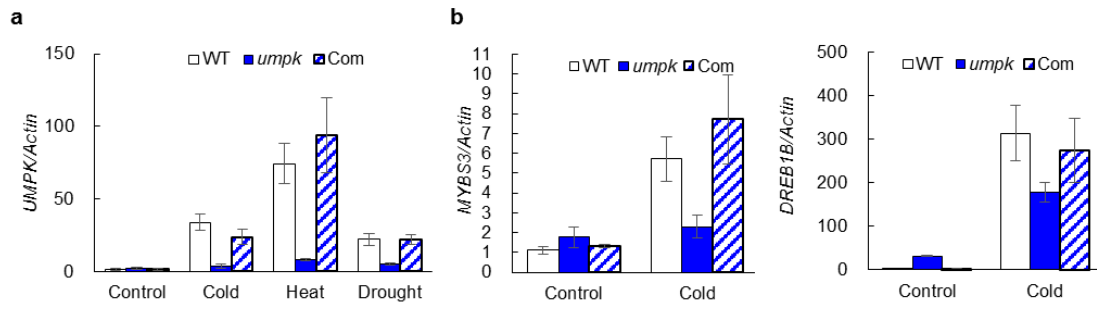 a
UMPK/Actin
150
100
50
0
WT umpk Com
Control Cold Heat Drought
b
MYBS3/Actin
11
10
9
8
7
6
5
4
3
2
1
0
WT umpk Com
Control Cold
DREB1B/Actin
500
400
300
200
100
0
WT umpk Com
Control Cold